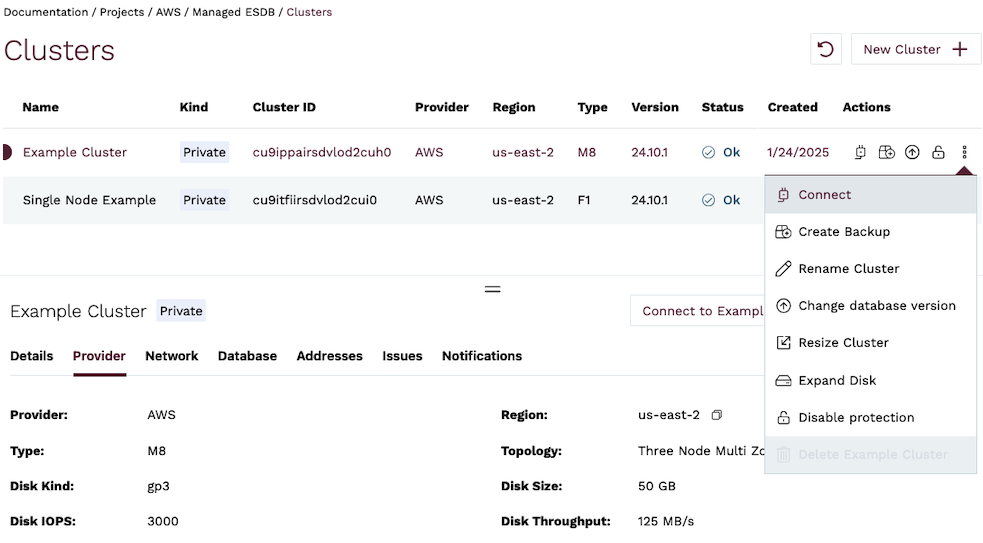 Documentation / Projects / AWS / Managed ESDB / Clusters
Clusters
New Cluster
Name Kind Cluster ID Provider Region Type Version Status Created Actions
Example Cluster Private cu9ippairsdvlod2cuh0 AWS us-east-2 M8 24.10.1 Ok 1/24/2025
Single Node Example Private cu9itfiirsdvlod2cui0 AWS us-east-2 F1 24.10.1 Ok
Connect
Create Backup
Rename Cluster
Change database version
Resize Cluster
Expand Disk
Disable protection
Delete Example Cluster
Example Cluster Private Connect to Exampl
Details Provider Network Database Addresses Issues Notifications
Provider: AWS Region: us-east-2
Type: M8 Topology: Three Node Multi Zo
Disk Kind: gp3 Disk Size: 50 GB
Disk IOPS: 3000 Disk Throughput: 125 MB/s